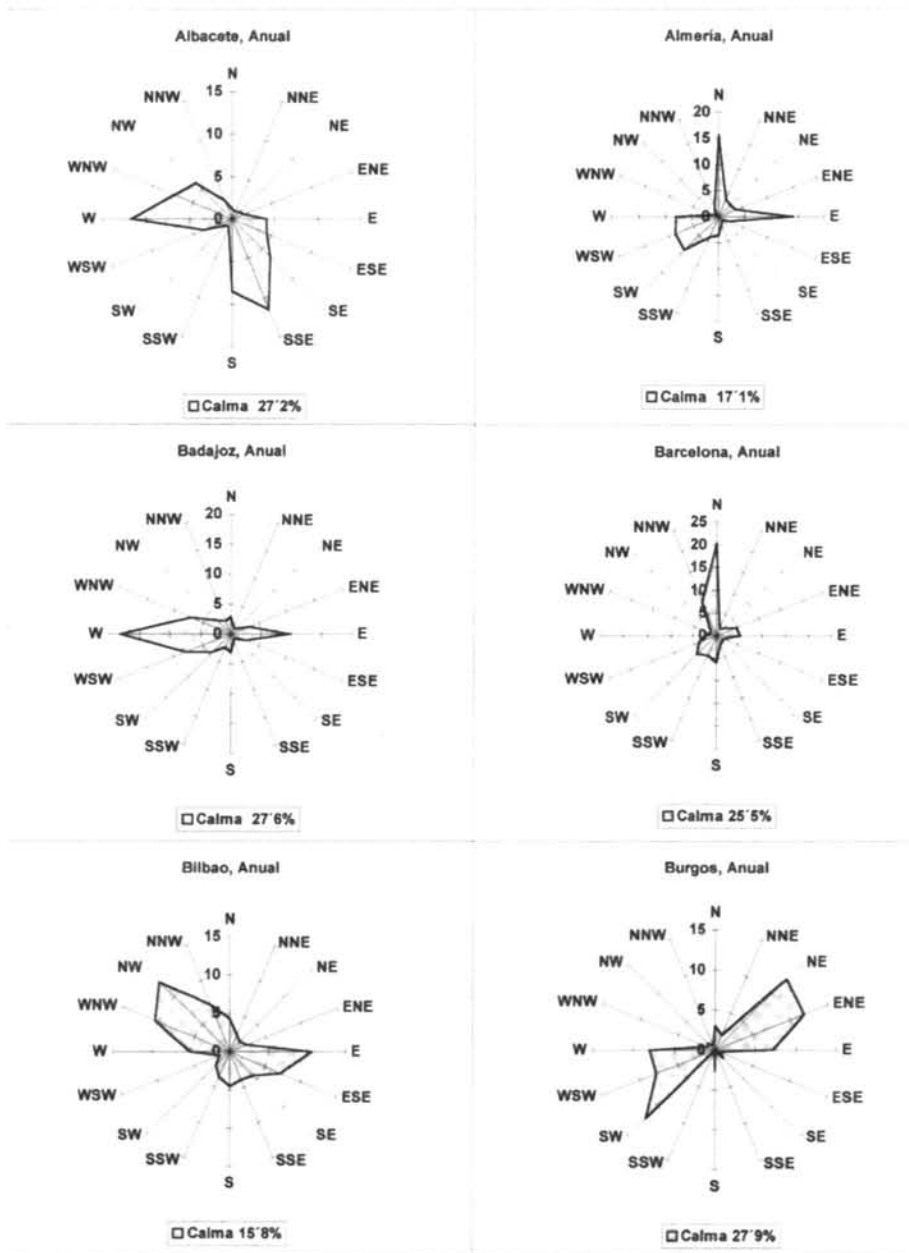 Albacete, Anual
N
15
NNW
NNE
NW
10
NE
WNW
5
ENE
W
0
E
WSW
ESE
SW
SE
SSW
SSE
S
Calma 27´2%
Almería, Anual
N
20
NNW
NNE
NW
15
NE
10
WNW
5
ENE
W
0
E
WSW
ESE
SW
SE
SSW
SSE
S
Calma 17´1%
Badajoz, Anual
N
20
NNW
NNE
NW
15
NE
10
WNW
5
ENE
W
0
E
WSW
ESE
SW
SE
SSW
SSE
S
Calma 27´6%
Barcelona, Anual
N
25
NNW
NNE
20
NW
15
NE
10
WNW
5
ENE
W
0
E
WSW
ESE
SW
SE
SSW
SSE
S
Calma 25´5%
Bilbao, Anual
N
15
NNW
NNE
NW
10
NE
WNW
5
ENE
W
0
E
WSW
ESE
SW
SE
SSW
SSE
S
Calma 15´8%
Burgos, Anual
N
15
NNW
NNE
NW
10
NE
WNW
5
ENE
W
0
E
WSW
ESE
SW
SE
SSW
SSE
S
Calma 27´9%